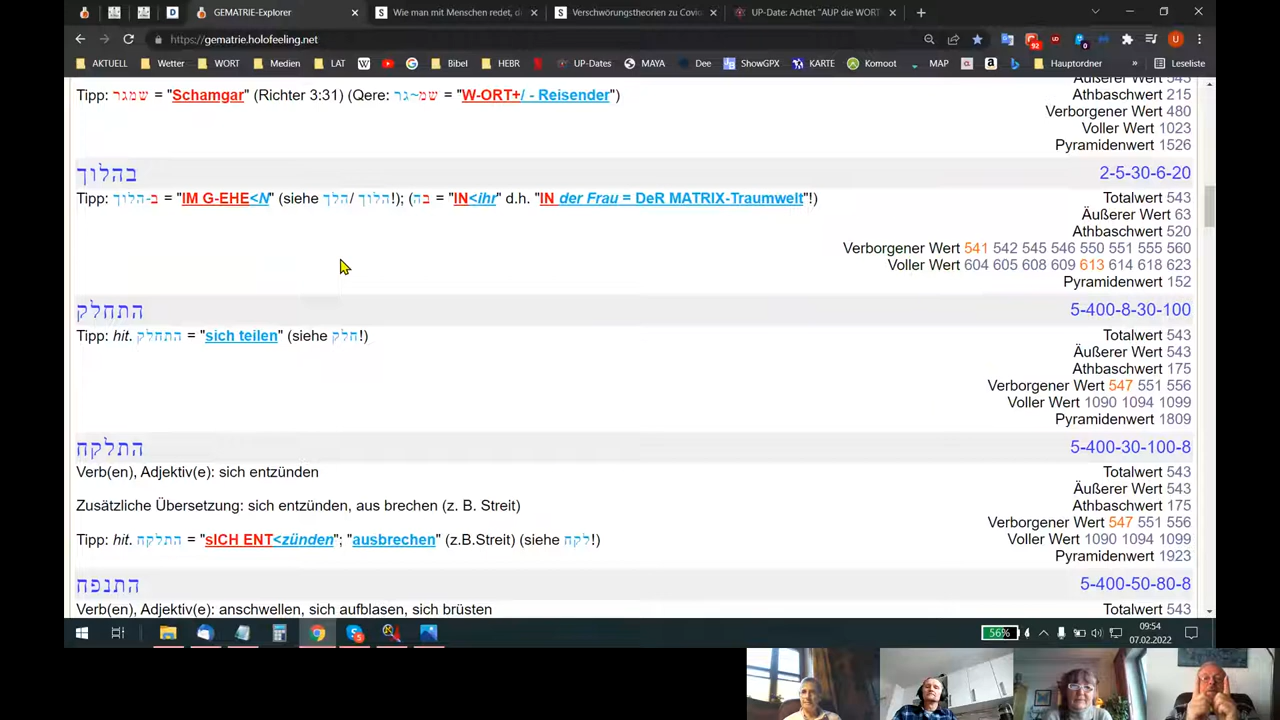 GEMATRIE-Explorer
Wie man mit Menschen redet, d
Verschwörungstheorien zu Covi
UP-Date: Achtet "AUP die WORT
https://gematrie.holofeeling.net
92
0
U
AKTUELL Wetter WORT Medien LAT Bibel HEBR UP-Dates MAYA Dee ShowGPX KARTE Komoot MAP Hauptordner Leseliste
Äußerer Wert 543
Tipp: שמגר = "Schamgar" (Richter 3:31) (Qere: שמ~גר = "W-ORT+/ - Reisender")
Athbaschwert 215
Verborgener Wert 480
Voller Wert 1023
Pyramidenwert 1526
בהלוך 2-5-30-6-20
Tipp: ב-הלוך = "IM G-EHE<N" (siehe הלך/ הלוך!); (בה = "IN<ihr" d.h. "IN der Frau = DeR MATRIX-Traumwelt"!)
Totalwert 543
Äußerer Wert 63
Athbaschwert 520
Verborgener Wert 541 542 545 546 550 551 555 560
Voller Wert 604 605 608 609 613 614 618 623
Pyramidenwert 152
התחלק 5-400-8-30-100
Tipp: hit. התחלק = "sich teilen" (siehe חלק!)
Totalwert 543
Äußerer Wert 543
Athbaschwert 175
Verborgener Wert 547 551 556
Voller Wert 1090 1094 1099
Pyramidenwert 1809
התלקח 5-400-30-100-8
Verb(en), Adjektiv(e): sich entzünden
Totalwert 543
Äußerer Wert 543
Zusätzliche Übersetzung: sich entzünden, aus brechen (z. B. Streit)
Athbaschwert 175
Verborgener Wert 547 551 556
Tipp: hit. התלקח = "sICH ENT<zünden"; "ausbrechen" (z.B.Streit) (siehe לקח!)
Voller Wert 1090 1094 1099
Pyramidenwert 1923
התנפח 5-400-50-80-8
Verb(en), Adjektiv(e): anschwellen, sich aufblasen, sich brüsten
Totalwert 543
56%
09:54
07.02.2022